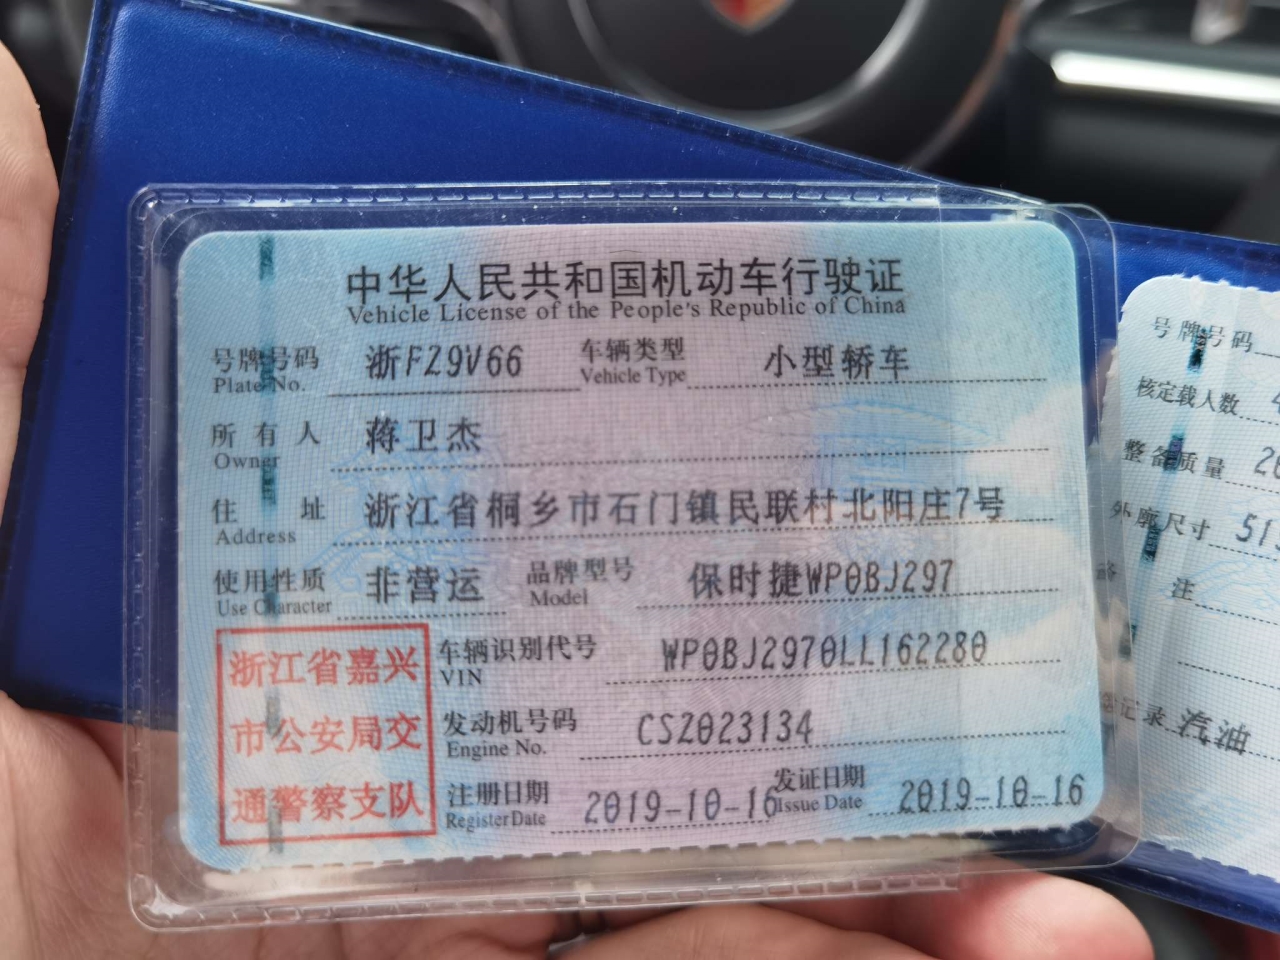 中华人民共和国机动车行驶证
Vehicle License of the People's Republic of China
号牌号码 浙FZ9V66 车辆类型 小型轿车
Plate No. Vehicle Type
所有人 蒋卫杰
Owner
住址 浙江省桐乡市石门镇民联村北阳庄7号
Address
使用性质 非营运 品牌型号 保时捷WP0BJ297
Use Character Model
浙江省嘉兴
市公安局交
通警察支队
车辆识别代号 WP0BJ2970LL162280
VIN
发动机号码 CSZ023134
Engine No.
注册日期 2019-10-16 发证日期 2019-10-16
Register Date Issue Date
号牌号码
核定载人数
整备质量
外廓尺寸
注
记录 汽油